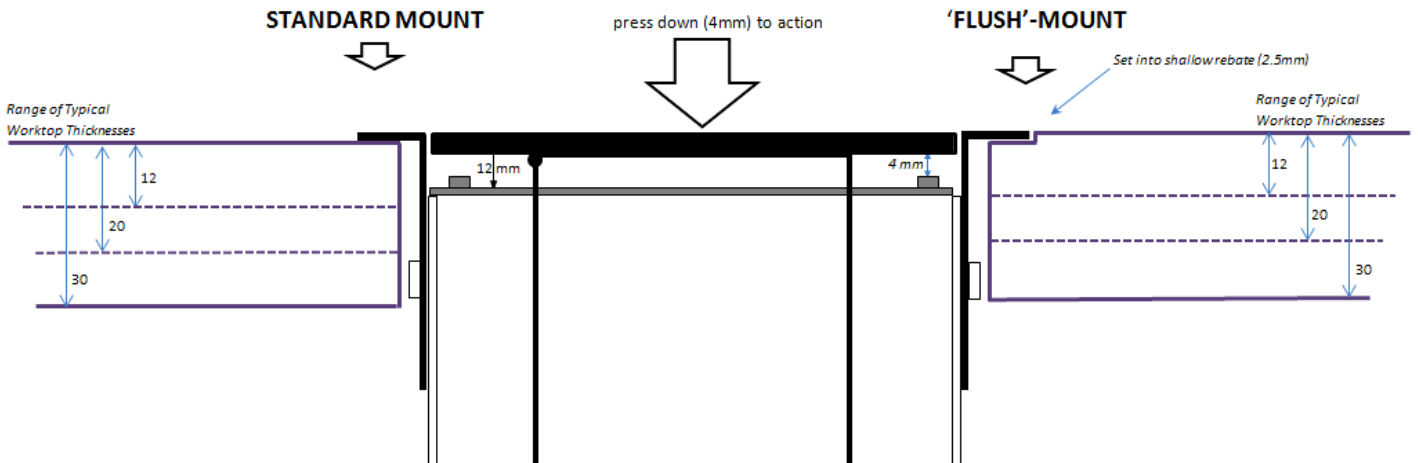 STANDARD MOUNT
press down (4mm) to action
'FLUSH'-MOUNT
Set into shallow rebate (2.5mm)
Range of Typical
Worktop Thicknesses
Range of Typical
Worktop Thicknesses
12 mm
4 mm
12
20
30
12
20
30